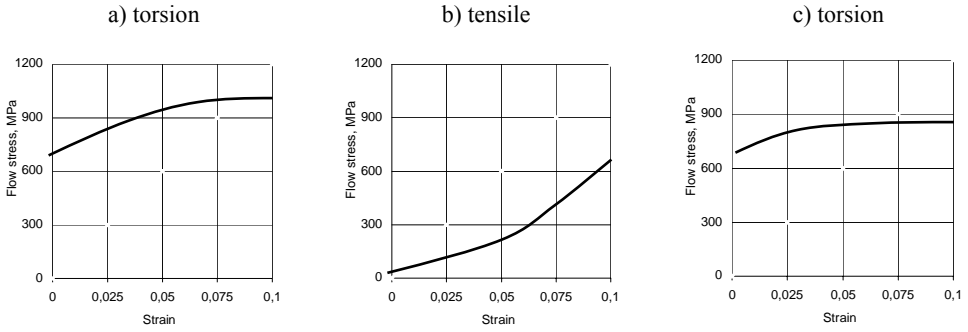 a) torsion
b) tensile
c) torsion
1200
900
600
300
0
Flow stress, MPa
0 0,025 0,05 0,075 0,1
Strain
1200
900
600
300
0
Flow stress, MPa
0 0,025 0,05 0,075 0,1
Strain
1200
900
600
300
0
Flow stress, MPa
0 0,025 0,05 0,075 0,1
Strain